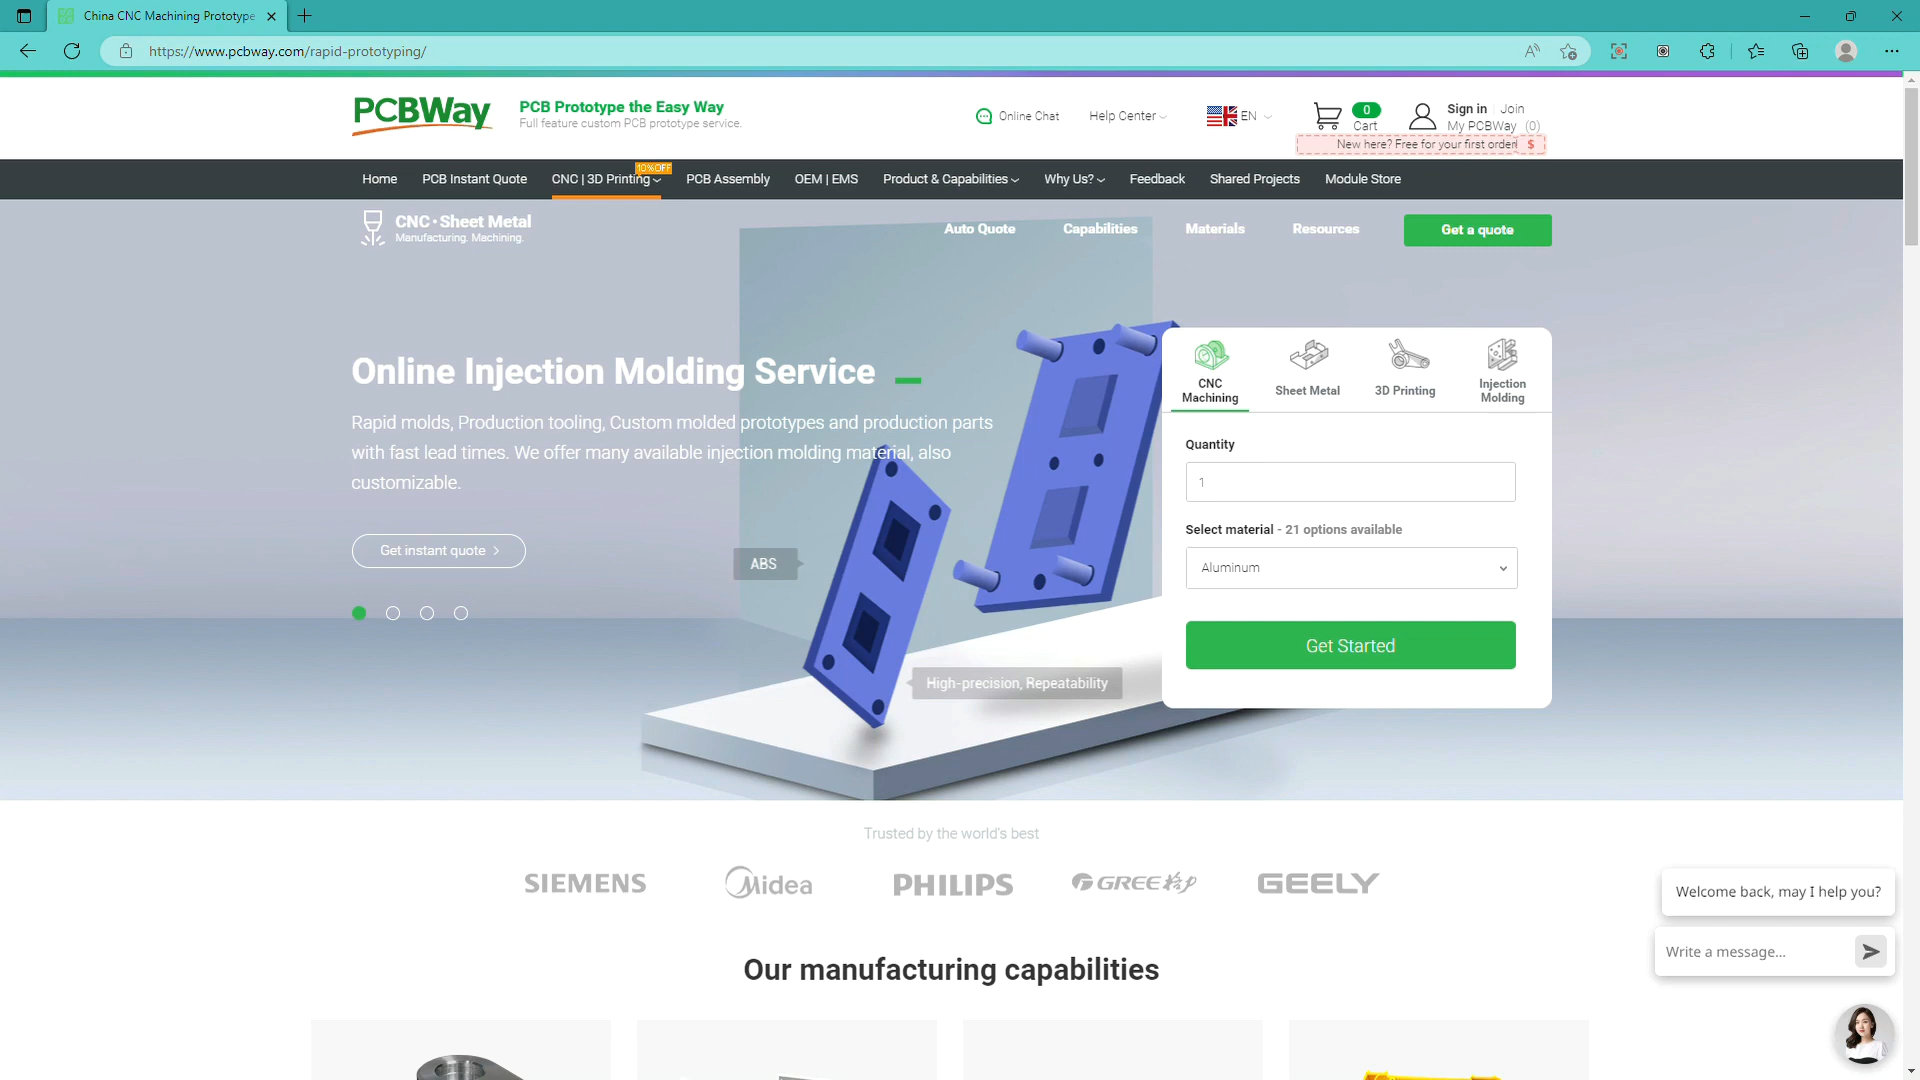 China CNC Machining Prototype
https://www.pcbway.com/rapid-prototyping/
PCBWay
PCB Prototype the Easy Way
Full feature custom PCB prototype service.
Online Chat
Help Center
EN
0
Cart
Sign in
Join
My PCBWay (0)
New here? Free for your first order!
$
10%OFF
Home
PCB Instant Quote
CNC | 3D Printing
PCB Assembly
OEM | EMS
Product & Capabilities
Why Us?
Feedback
Shared Projects
Module Store
CNC·Sheet Metal
Manufacturing. Machining.
Auto Quote
Capabilities
Materials
Resources
Get a quote
Online Injection Molding Service
Rapid molds, Production tooling, Custom molded prototypes and production parts
with fast lead times. We offer many available injection molding material, also
customizable.
Get instant quote >
ABS
High-precision, Repeatability
CNC
Machining
Sheet Metal
3D Printing
Injection
Molding
Quantity
1
Select material - 21 options available
Aluminum
Get Started
Trusted by the world's best
SIEMENS
Midea
PHILIPS
GREE格力
GEELY
Our manufacturing capabilities
Welcome back, may I help you?
Write a message...